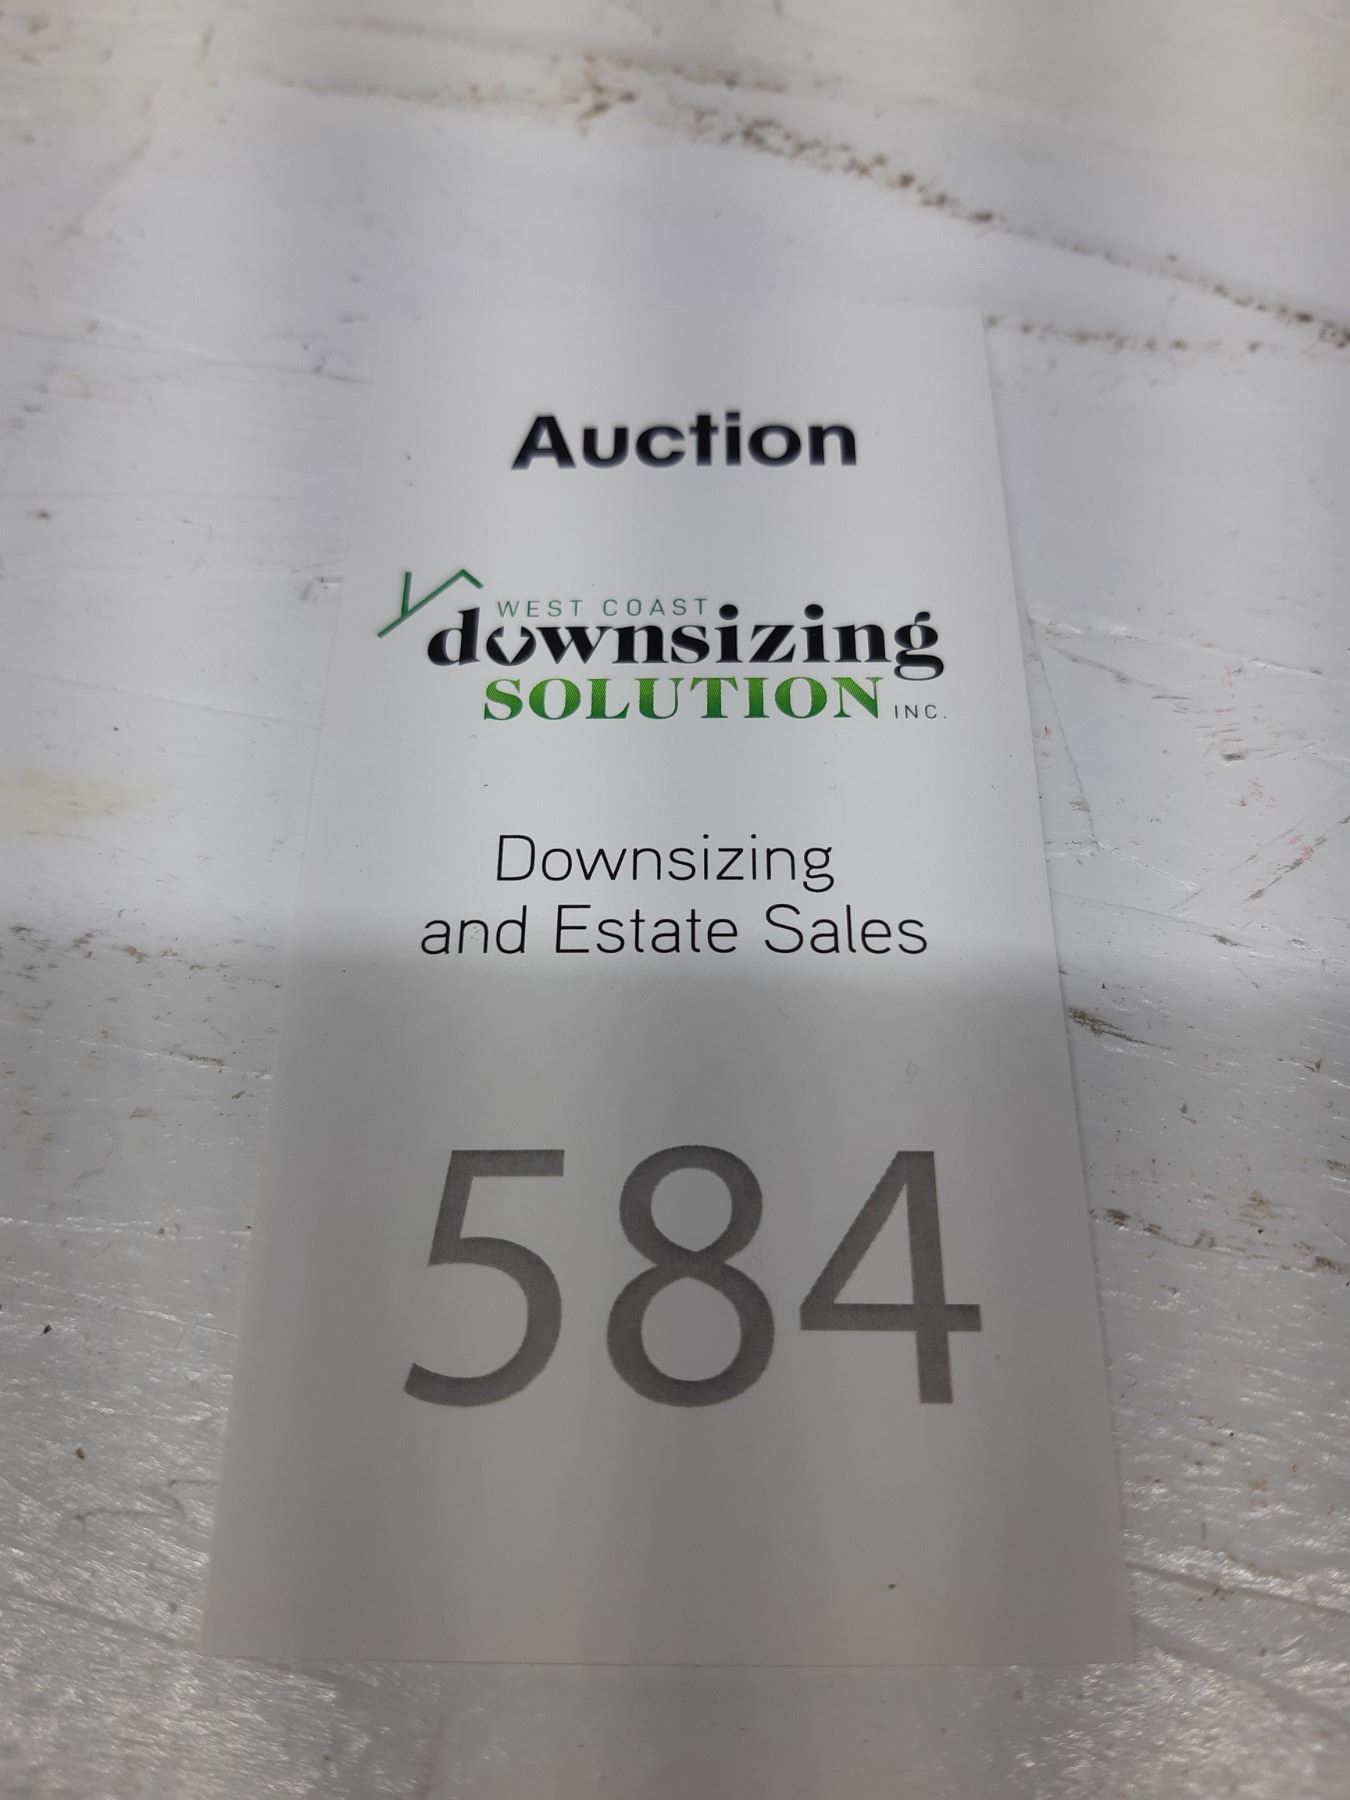 Auction
WEST COAST
downsizing
SOLUTION INC.
Downsizing
and Estate Sales
584